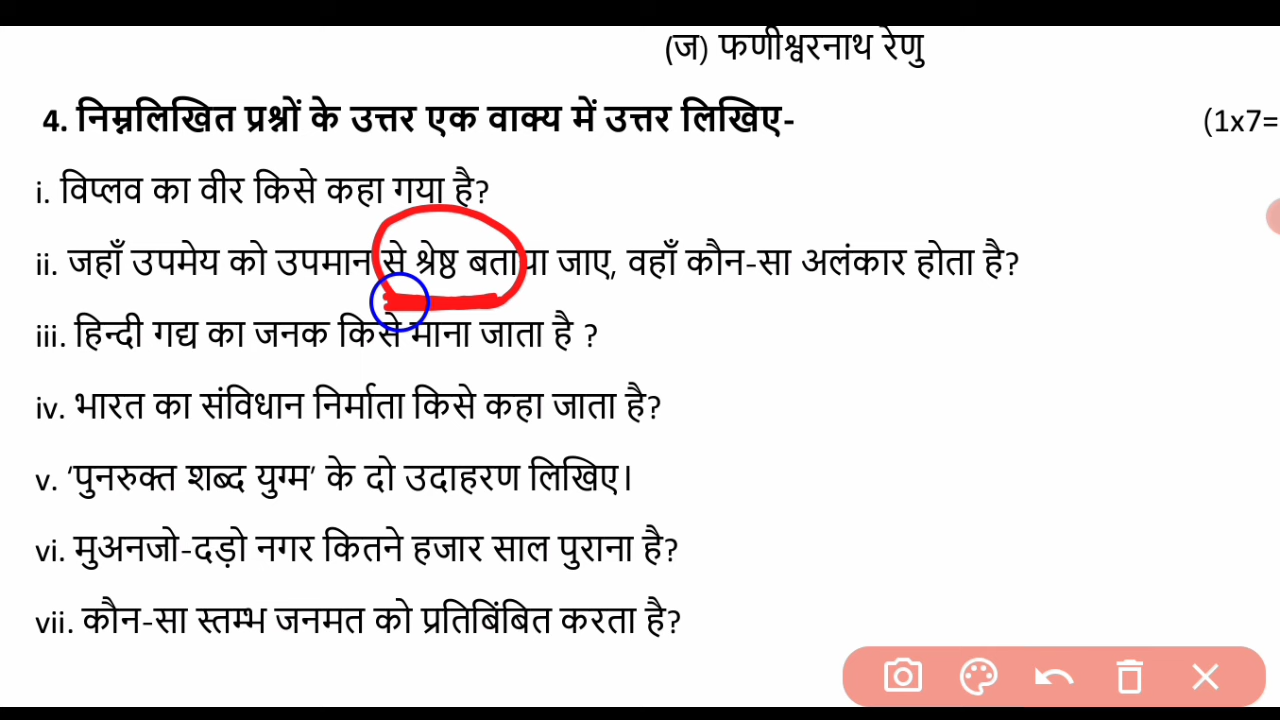 (ज) फणीश्वरनाथ रेणु
4. निम्नलिखित प्रश्नों के उत्तर एक वाक्य में उत्तर लिखिए-
(1x7=
i. विप्लव का वीर किसे कहा गया है?
ii. जहाँ उपमेय को उपमान से श्रेष्ठ बताया जाए, वहाँ कौन-सा अलंकार होता है?
iii. हिन्दी गद्य का जनक किसे माना जाता है ?
iv. भारत का संविधान निर्माता किसे कहा जाता है?
v. ‘पुनरुक्त शब्द युग्म’ के दो उदाहरण लिखिए।
vi. मुअनजो-दड़ो नगर कितने हजार साल पुराना है?
vii. कौन-सा स्तम्भ जनमत को प्रतिबिंबित करता है?